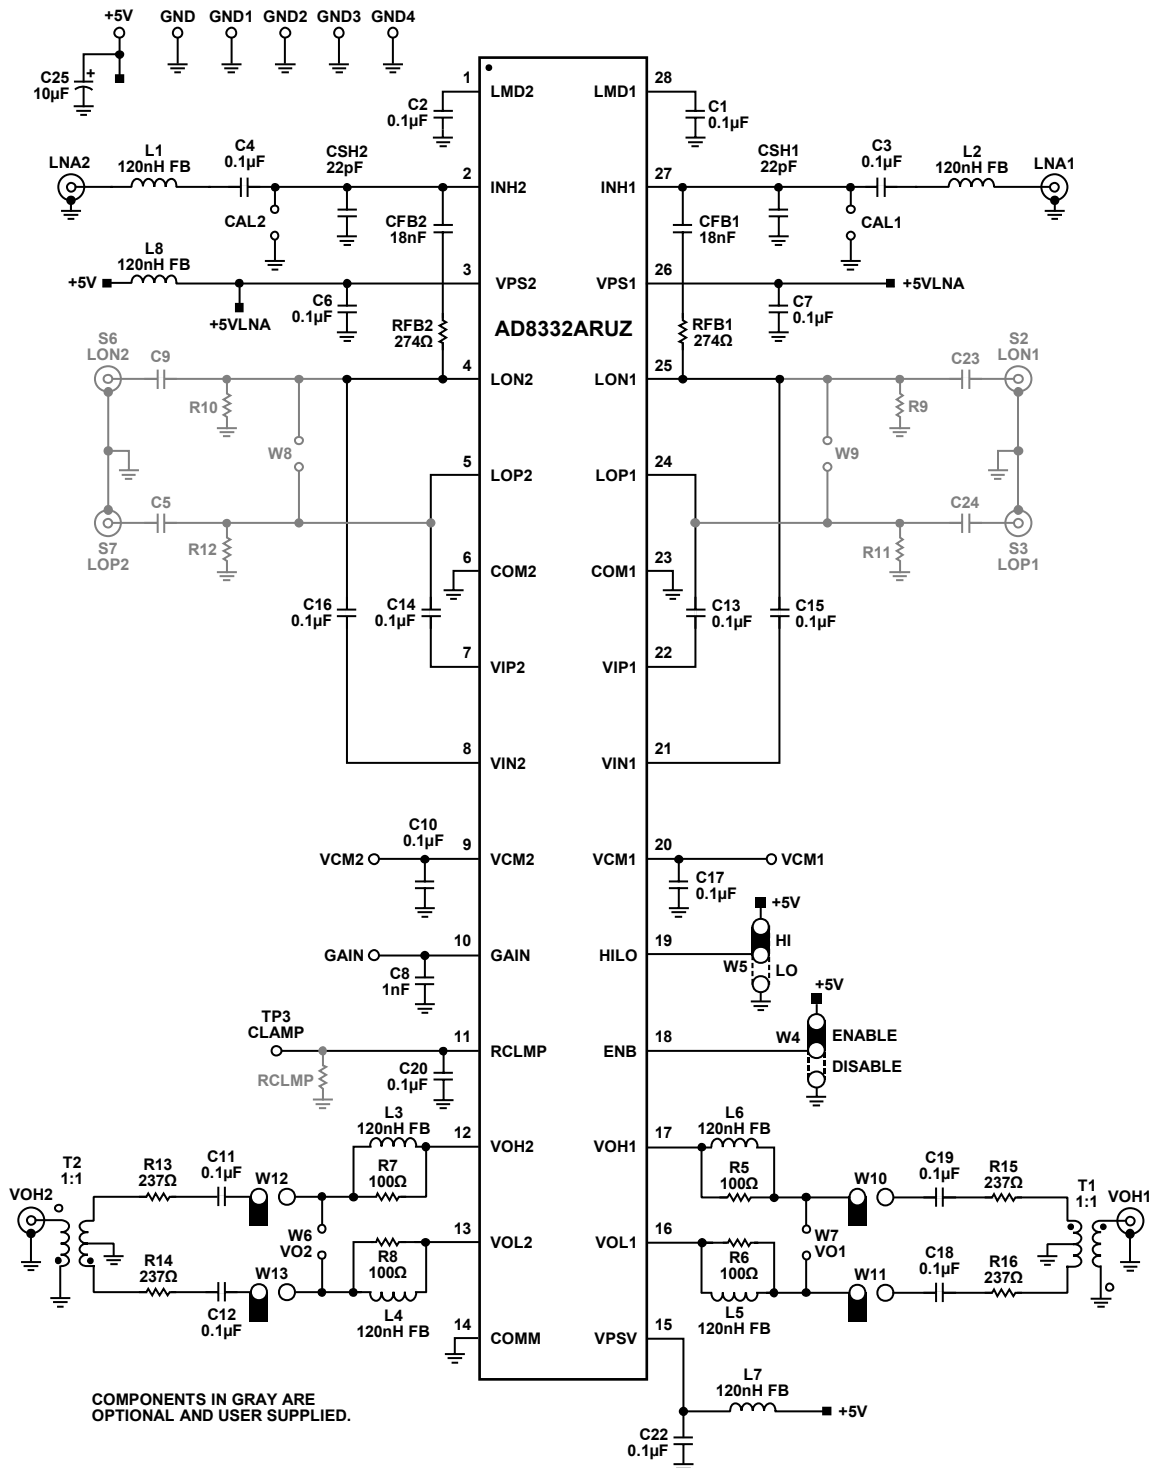 +5V GND GND1 GND2 GND3 GND4
C25
10µF
1 LMD2
LMD1 28
C2
0.1µF
C1
0.1µF
LNA2
L1
120nH FB
C4
0.1µF
CSH2
22pF
2 INH2
INH1 27
CSH1
22pF
C3
0.1µF
L2
120nH FB
LNA1
CAL2
CFB2
18nF
CFB1
18nF
CAL1
L8
120nH FB
+5V
+5VLNA
C6
0.1µF
3 VPS2
VPS1 26
C7
0.1µF
+5VLNA
AD8332ARUZ
RFB2
274Ω
RFB1
274Ω
S6
LON2
C9
R10
W8
4 LON2
LON1 25
W9
R9
C23
S2
LON1
5 LOP2
LOP1 24
C5
R12
S7
LOP2
C24
R11
S3
LOP1
6 COM2
COM1 23
C16
0.1µF
C14
0.1µF
C13
0.1µF
C15
0.1µF
7 VIP2
VIP1 22
8 VIN2
VIN1 21
C10
0.1µF
VCM2
9 VCM2
VCM1 20
VCM1
C17
0.1µF
+5V
GAIN
10 GAIN
HILO 19
C8
1nF
W5
HI
LO
+5V
TP3
CLAMP
RCLMP
11 RCLMP
ENB 18
C20
0.1µF
W4
ENABLE
DISABLE
L3
120nH FB
12 VOH2
VOH1 17
L6
120nH FB
VOH2
T2
1:1
R13
237Ω
C11
0.1µF
W12
R7
100Ω
R5
100Ω
W10
C19
0.1µF
R15
237Ω
T1
1:1
VOH1
W6
VO2
13 VOL2
VOL1 16
W7
VO1
R14
237Ω
C12
0.1µF
W13
R8
100Ω
L4
120nH FB
R6
100Ω
L5
120nH FB
W11
C18
0.1µF
R16
237Ω
14 COMM
VPSV 15
L7
120nH FB
+5V
C22
0.1µF
COMPONENTS IN GRAY ARE
OPTIONAL AND USER SUPPLIED.